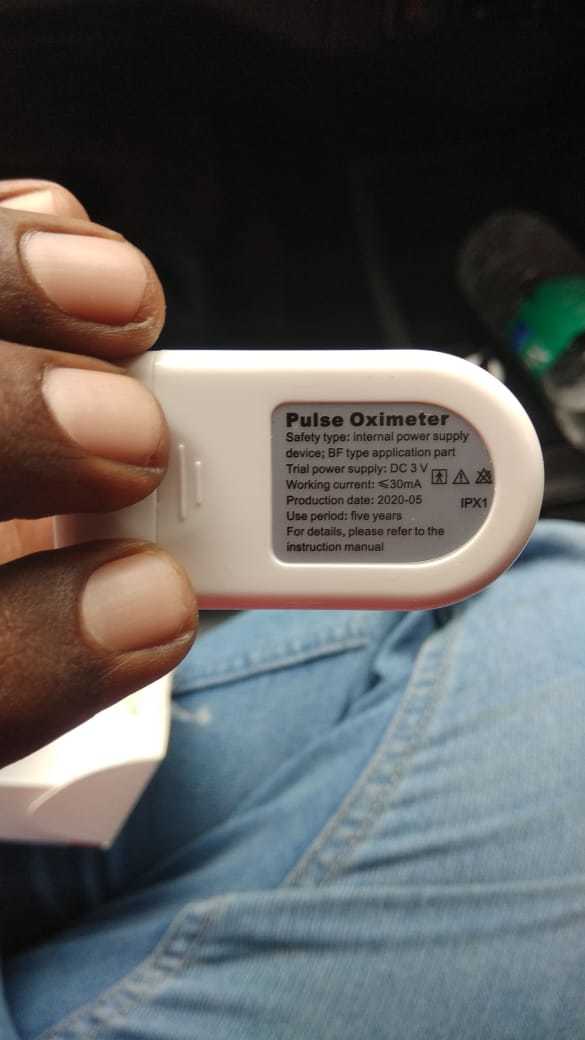 Pulse Oximeter
Safety type: internal power supply
device; BF type application part
Trial power supply: DC 3 V
Working current: ≤30mA
Production date: 2020-05
IPX1
Use period: five years
For details, please refer to the
instruction manual